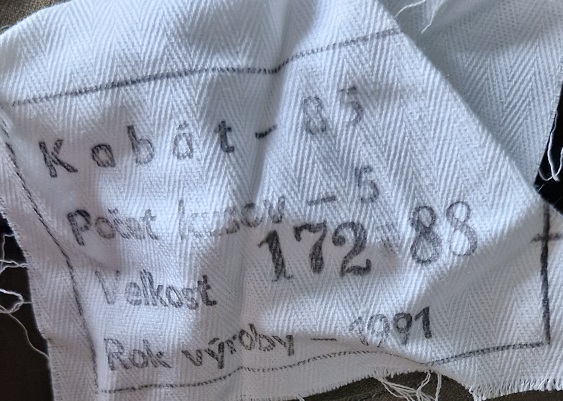 Kabát - 85
Počet kusov - 5
Veľkosť 172-88
Rok výroby - 1991